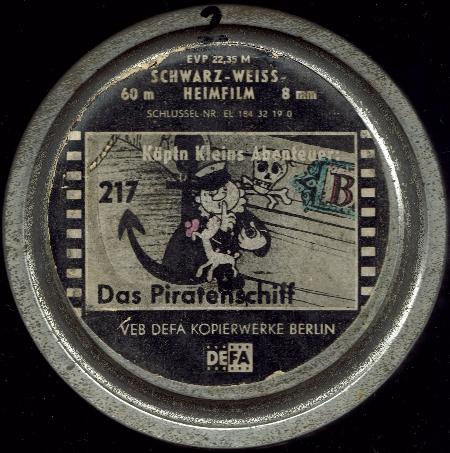 2
EVP 22,35 M
SCHWARZ-WEISS-
60 m HEIMFILM 8 mm
SCHLÜSSEL-NR. EL 184 32 19 0
Käptn Kleins Abenteuer
B
217
Das Piratenschiff
VEB DEFA KOPIERWERKE BERLIN
DEFA